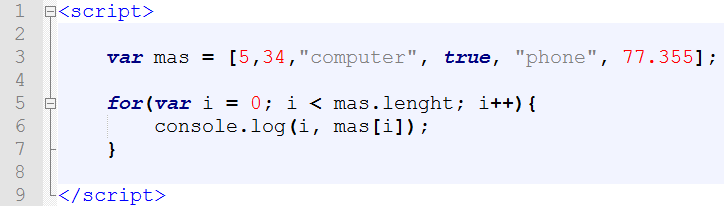 1 <script>
2
3 var mas = [5,34,"computer", true, "phone", 77.355];
4
5 for(var i = 0; i < mas.lenght; i++){
6 console.log(i, mas[i]);
7 }
8
9 </script>